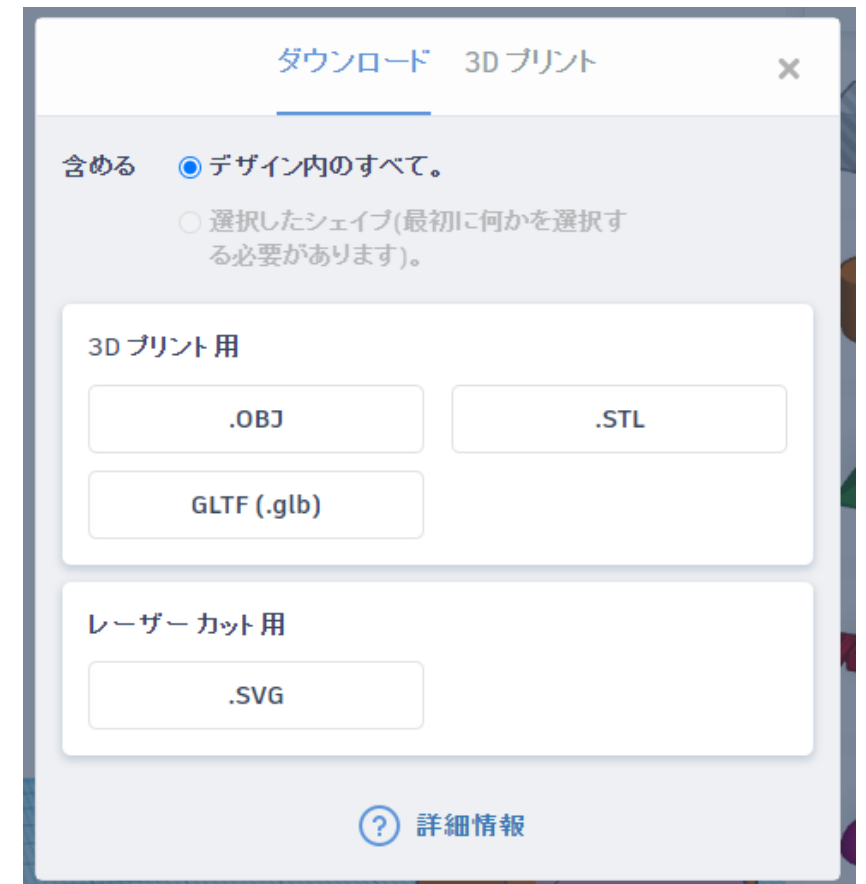 ダウンロード 3D プリント ×
含める デザイン内のすべて。
選択したシェイプ(最初に何かを選択す
る必要があります)。
3D プリント用
.OBJ .STL
GLTF (.glb)
レーザー カット用
.SVG
? 詳細情報